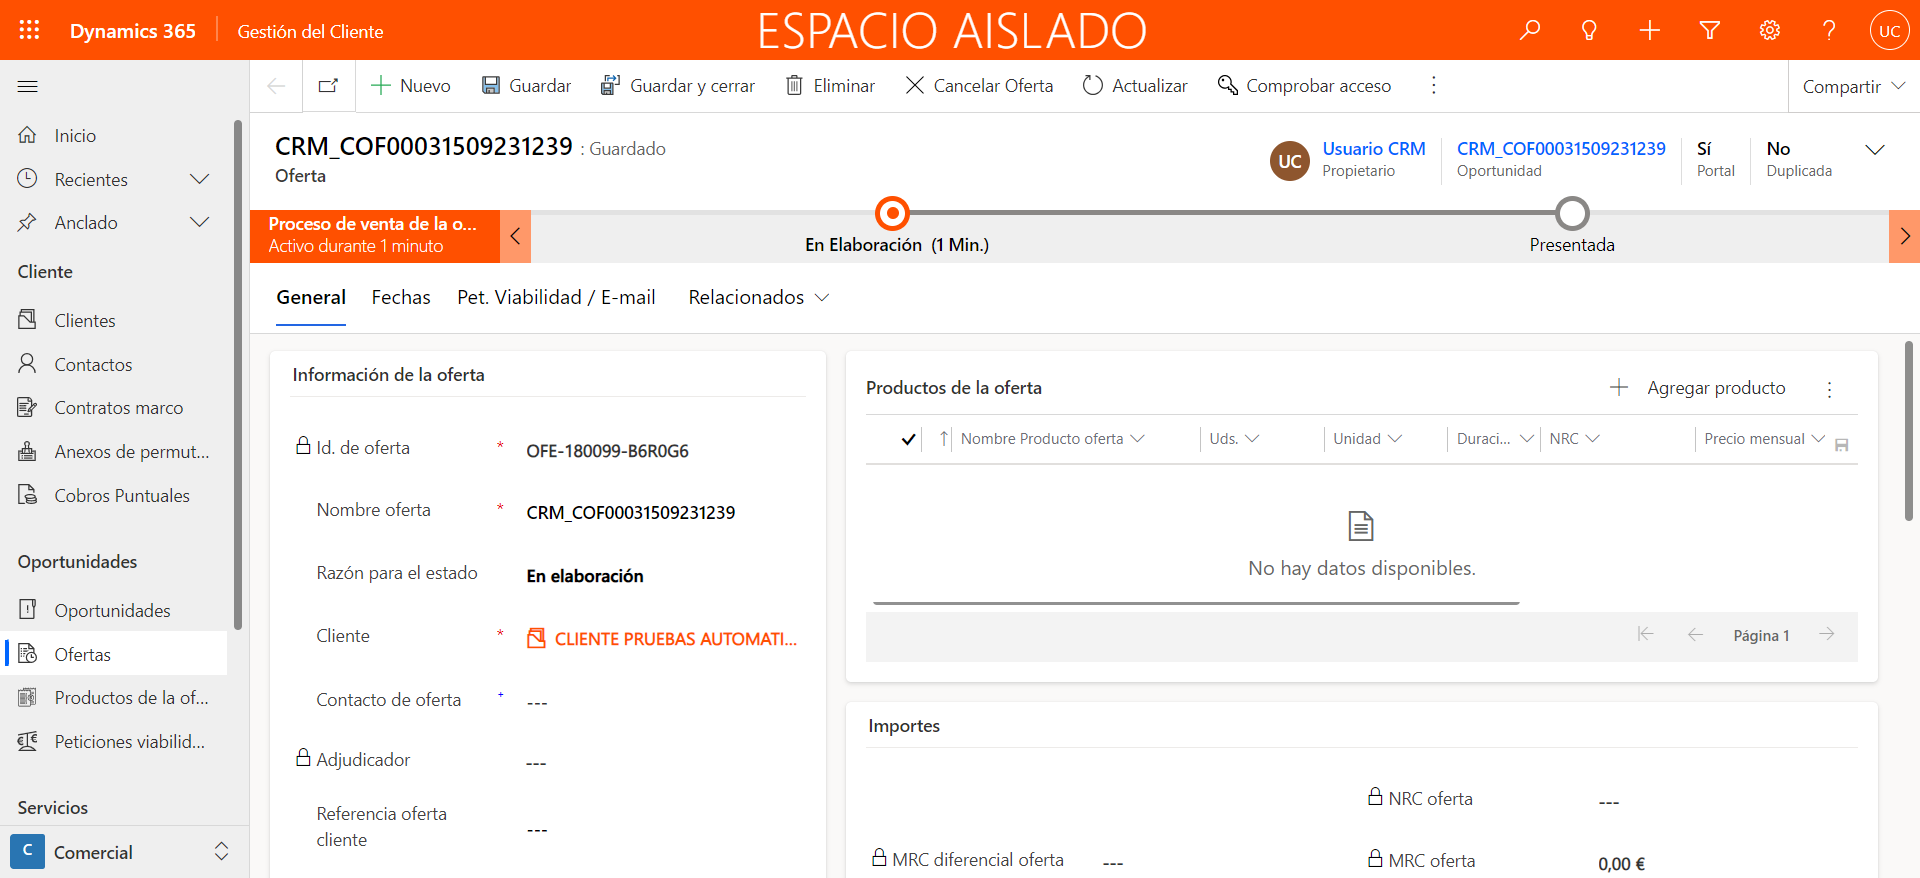 Dynamics 365
Gestión del Cliente
ESPACIO AISLADO
UC
Nuevo
Guardar
Guardar y cerrar
Eliminar
Cancelar Oferta
Actualizar
Comprobar acceso
Compartir
Inicio
Recientes
Anclado
Cliente
Clientes
Contactos
Contratos marco
Anexos de permut...
Cobros Puntuales
Oportunidades
Oportunidades
Ofertas
Productos de la of...
Peticiones viabilid...
Servicios
C
Comercial
CRM_COF00031509231239 : Guardado
Oferta
UC
Usuario CRM
Propietario
CRM_COF00031509231239
Oportunidad
Sí
Portal
No
Duplicada
Proceso de venta de la o...
Activo durante 1 minuto
En Elaboración (1 Min.)
Presentada
General
Fechas
Pet. Viabilidad / E-mail
Relacionados
Información de la oferta
Id. de oferta * OFE-180099-B6R0G6
Nombre oferta * CRM_COF00031509231239
Razón para el estado En elaboración
Cliente * CLIENTE PRUEBAS AUTOMATI...
Contacto de oferta + ---
Adjudicador ---
Referencia oferta
cliente ---
Productos de la oferta
Agregar producto
Nombre Producto oferta
Uds.
Unidad
Duraci...
NRC
Precio mensual
No hay datos disponibles.
Página 1
Importes
NRC oferta ---
MRC diferencial oferta ---
MRC oferta 0,00 €